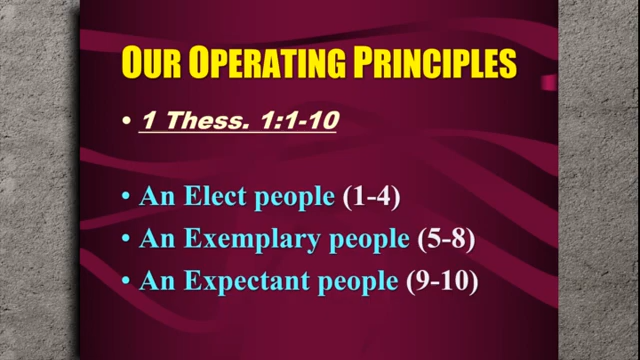 OUR OPERATING PRINCIPLES
• 1 Thess. 1:1-10
• An Elect people (1-4)
• An Exemplary people (5-8)
• An Expectant people (9-10)